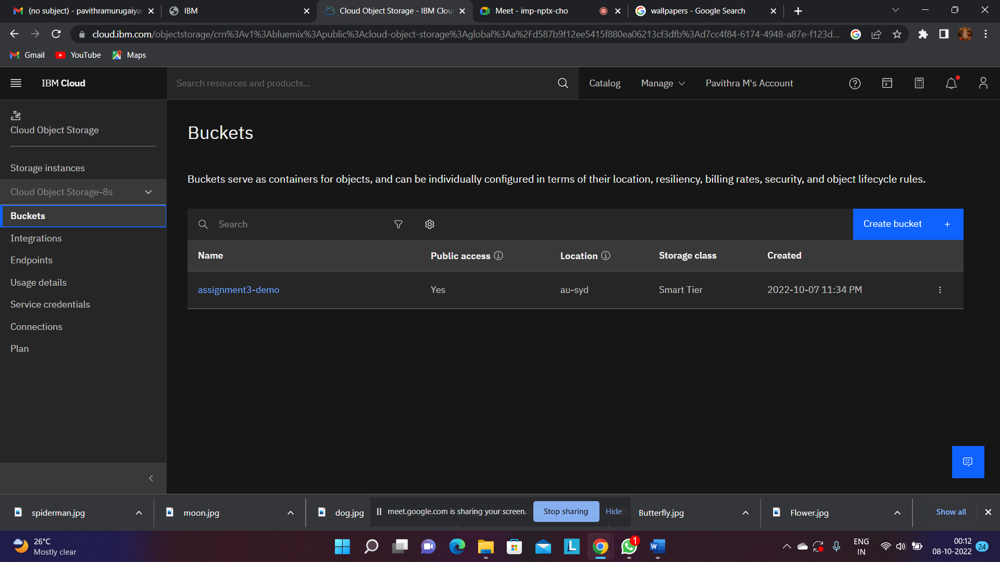 (no subject) - pavithramurugaiyar
IBM
Cloud Object Storage - IBM Clou
Meet - imp-nptx-cho
wallpapers - Google Search
cloud.ibm.com/objectstorage/crn%3Av1%3Abluemix%3Apublic%3Acloud-object-storage%3Aglobal%3Aa%2Fd587b9f12ee5415f880ea06213cf3dfb%3Ad7cc4f84-6174-4948-a87e-f123d...
Gmail
YouTube
Maps
IBM Cloud
Search resources and products...
Catalog
Manage
Pavithra M's Account
Cloud Object Storage
Storage instances
Cloud Object Storage-8s
Buckets
Integrations
Endpoints
Usage details
Service credentials
Connections
Plan
Buckets
Buckets serve as containers for objects, and can be individually configured in terms of their location, resiliency, billing rates, security, and object lifecycle rules.
Search
Create bucket +
Name Public access Location Storage class Created
assignment3-demo Yes au-syd Smart Tier 2022-10-07 11:34 PM
spiderman.jpg
moon.jpg
dog.jpg
meet.google.com is sharing your screen.
Stop sharing
Hide
Butterfly.jpg
Flower.jpg
Show all
26°C
Mostly clear
L
1
W
ENG
IN
00:12
08-10-2022
24